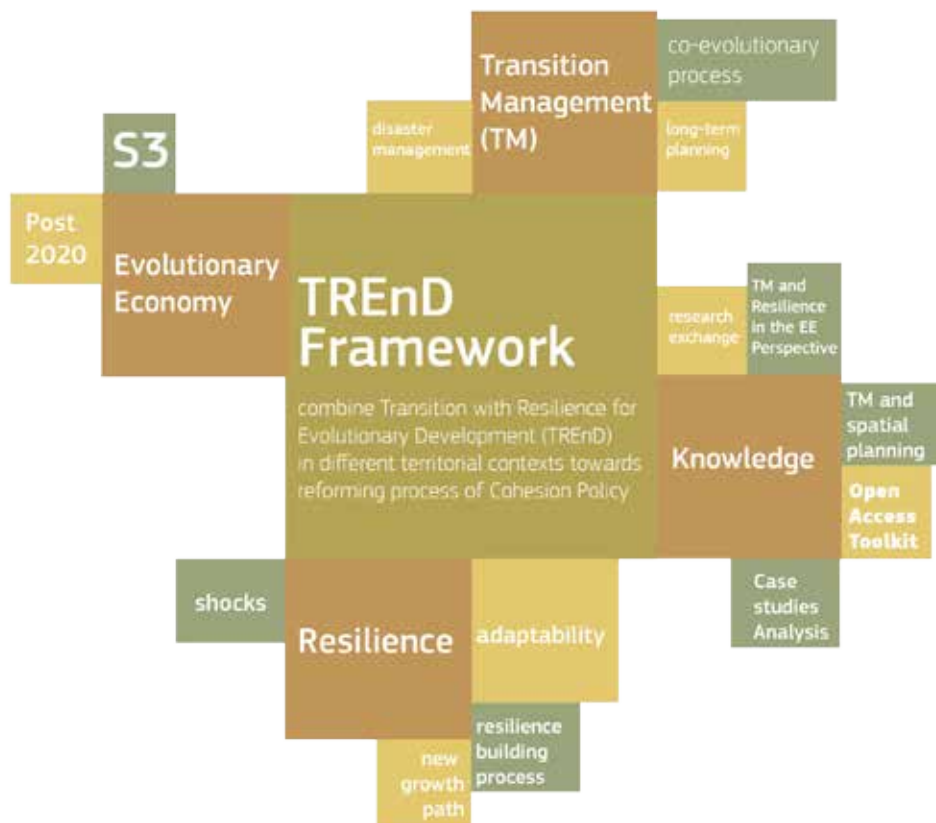 Transition
Management
(TM)
co-evolutionary
process
disaster
management
long-term
planning
S3
Post
2020
Evolutionary
Economy
TREnD
Framework
combine Transition with Resilience for
Evolutionary Development (TREnD)
in different territorial contexts towards
reforming process of Cohesion Policy
research
exchange
TM and
Resilience
in the EE
Perspective
Knowledge
TM and
spatial
planning
Open
Access
Toolkit
Case
studies
Analysis
shocks
Resilience
adaptability
resilience
building
process
new
growth
path